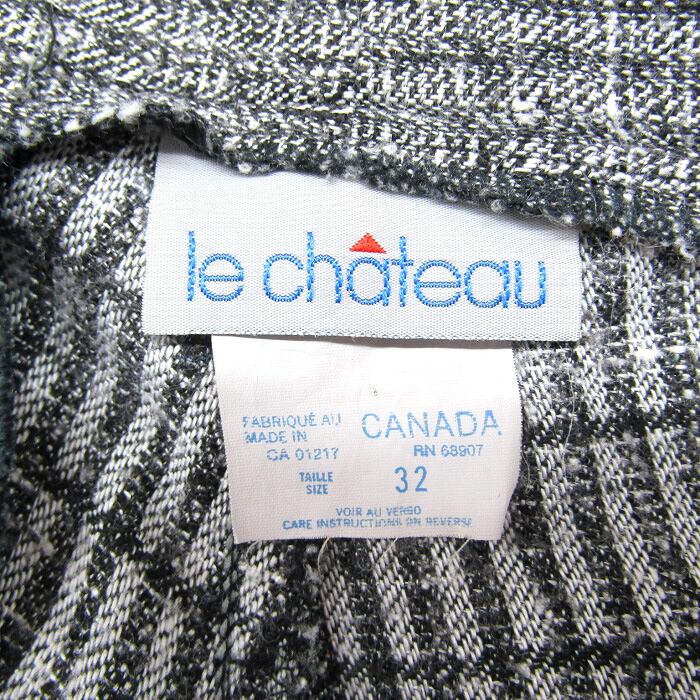 le château
FABRIQUÉ AU
MADE IN CANADA
CA 01217 RN 68907
TAILLE
SIZE 32
VOIR AU VERSO
CARE INSTRUCTIONS ON REVERSE